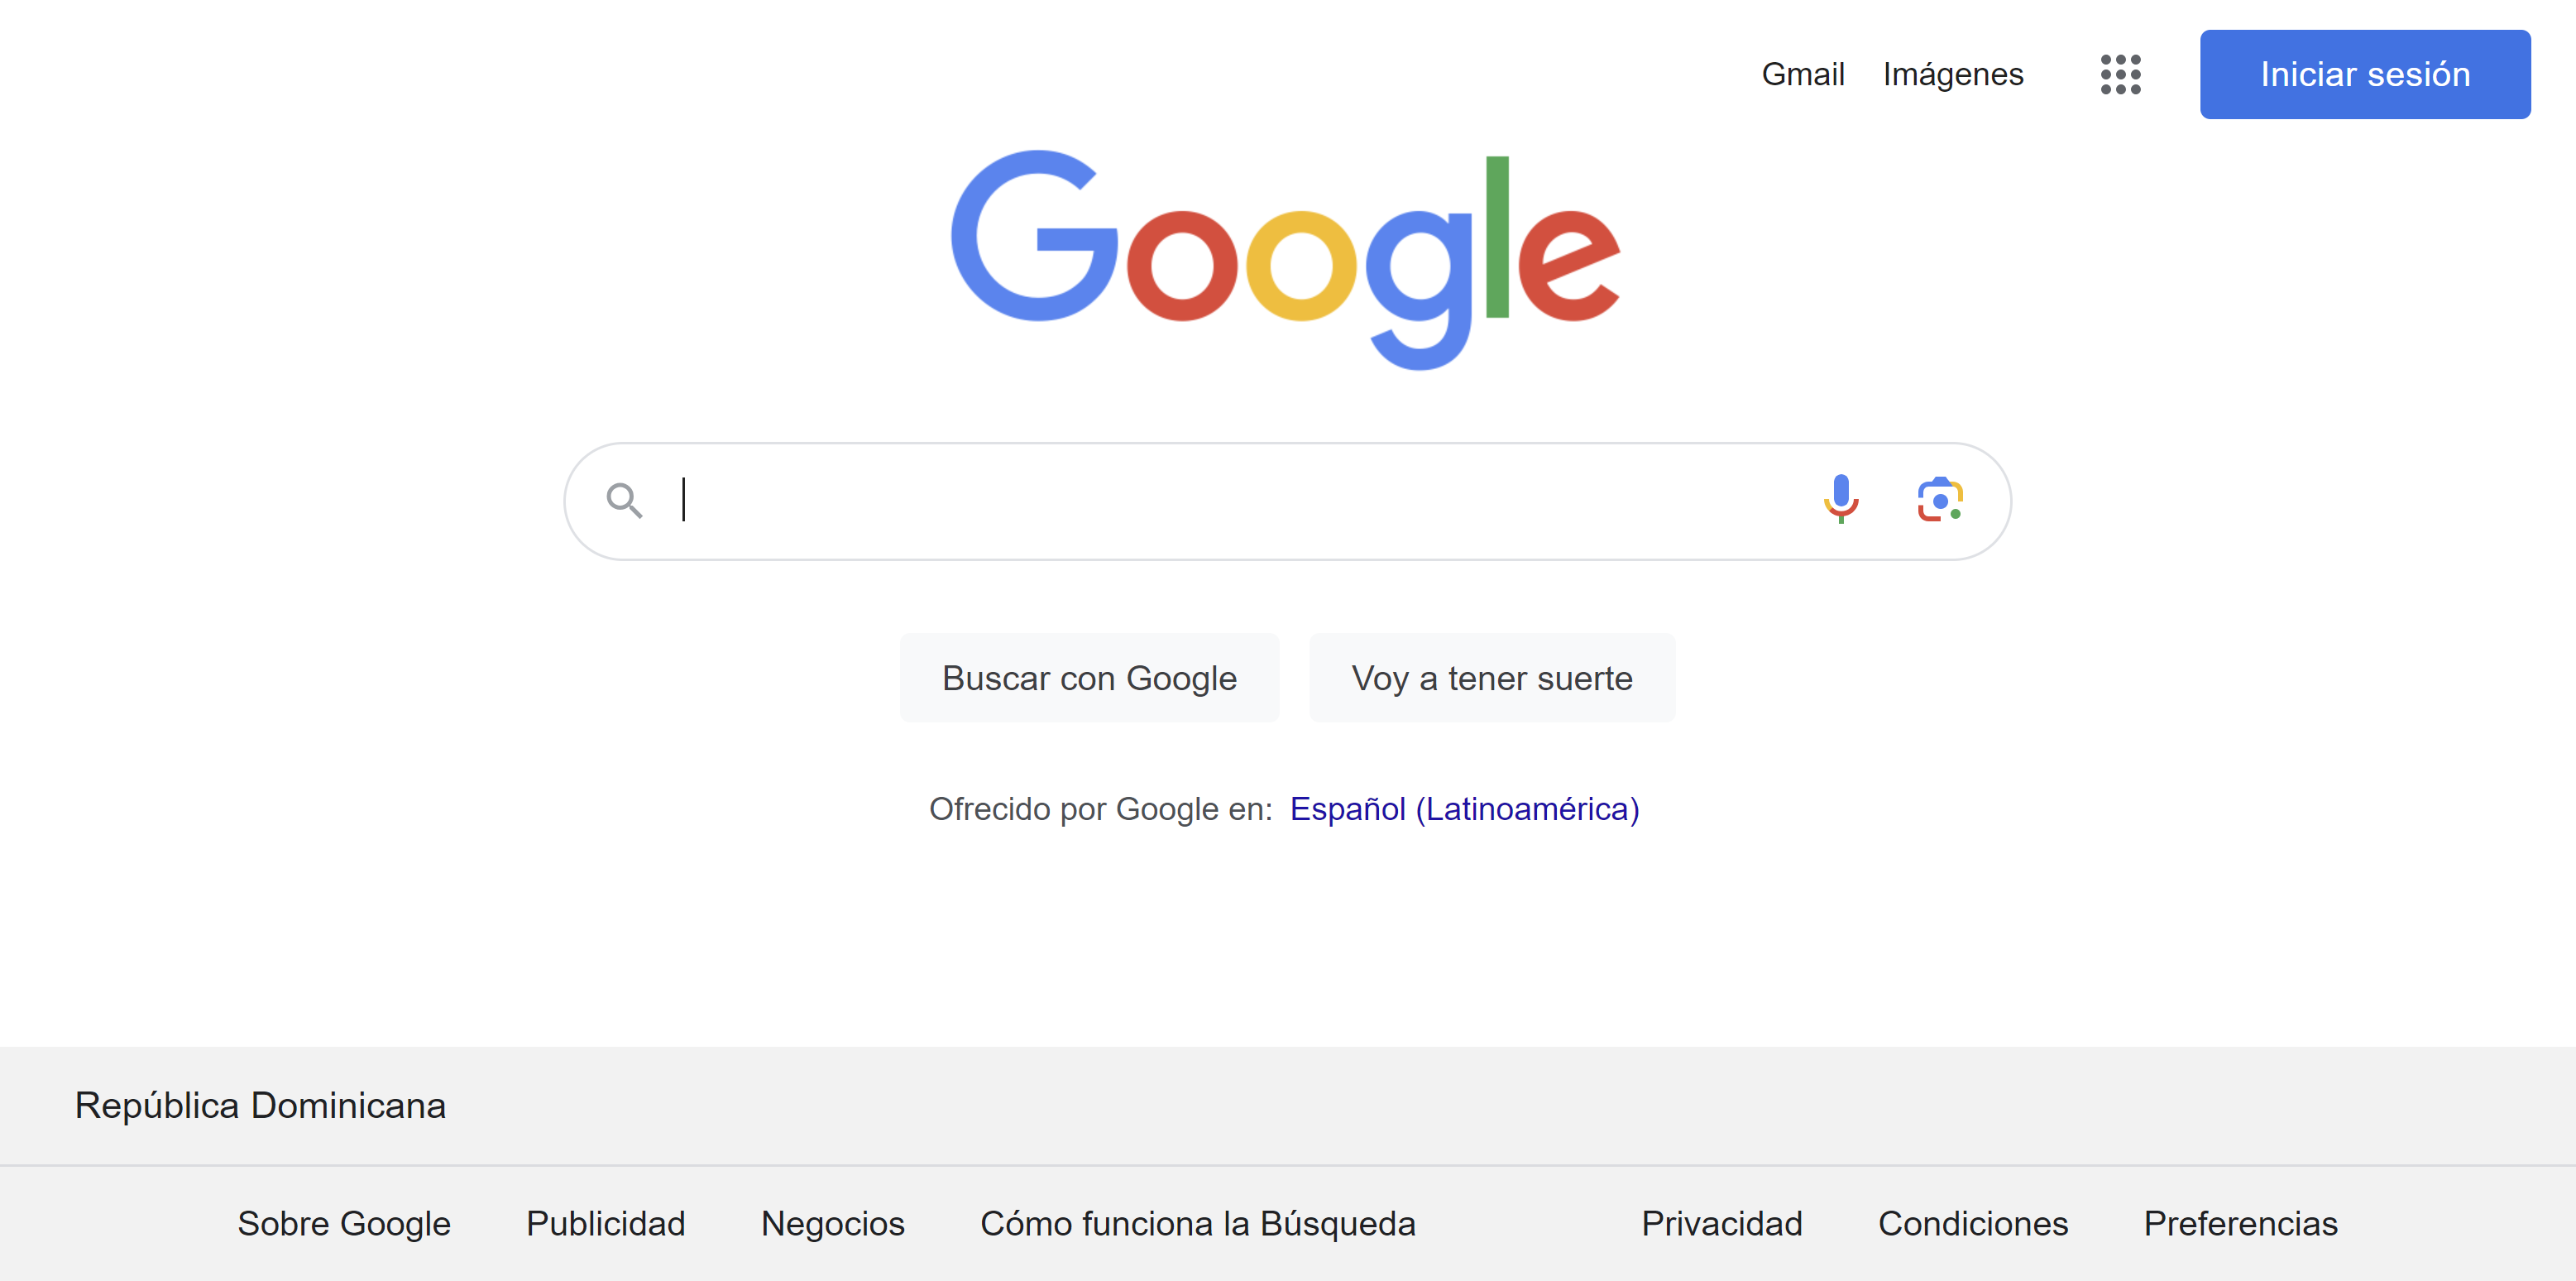 Gmail Imágenes Iniciar sesión
Google
Buscar con Google Voy a tener suerte
Ofrecido por Google en: Español (Latinoamérica)
República Dominicana
Sobre Google Publicidad Negocios Cómo funciona la Búsqueda Privacidad Condiciones Preferencias